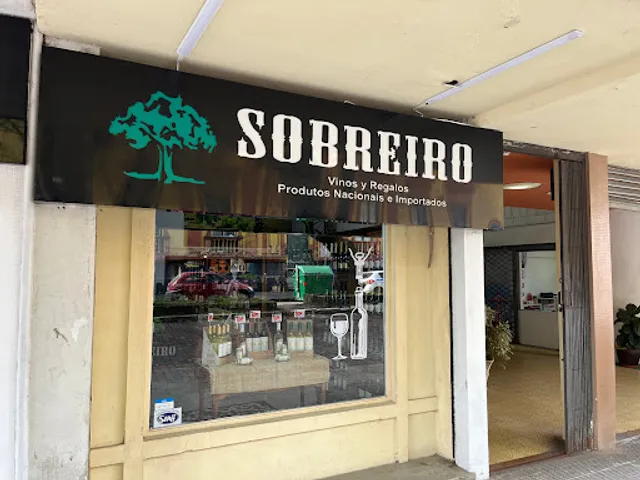 SOBREIRO
Vinos y Regalos
Produtos Nacionais e Importados